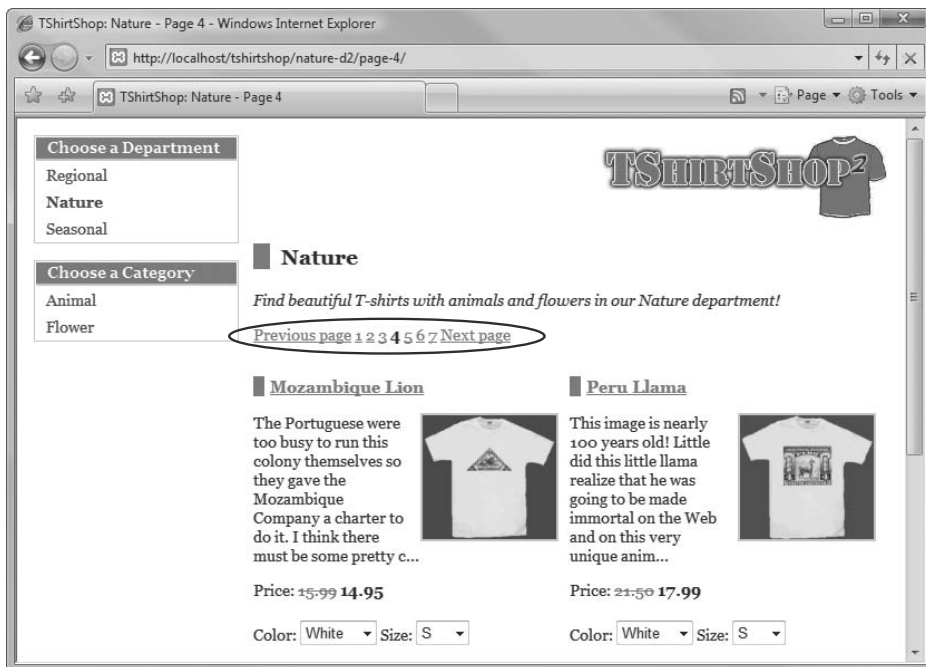 TShirtShop: Nature - Page 4 - Windows Internet Explorer
http://localhost/tshirtshop/nature-d2/page-4/
TShirtShop: Nature - Page 4
Page
Tools
Choose a Department
Regional
Nature
Seasonal
TShirtShop2
Choose a Category
Animal
Flower
Nature
Find beautiful T-shirts with animals and flowers in our Nature department!
Previous page 1 2 3 4 5 6 7 Next page
Mozambique Lion
The Portuguese were
too busy to run this
colony themselves so
they gave the
Mozambique
Company a charter to
do it. I think there
must be some pretty c...
Price: 15.99 14.95
Color: White Size: S
Peru Llama
This image is nearly
100 years old! Little
did this little llama
realize that he was
going to be made
immortal on the Web
and on this very
unique anim...
Price: 21.50 17.99
Color: White Size: S